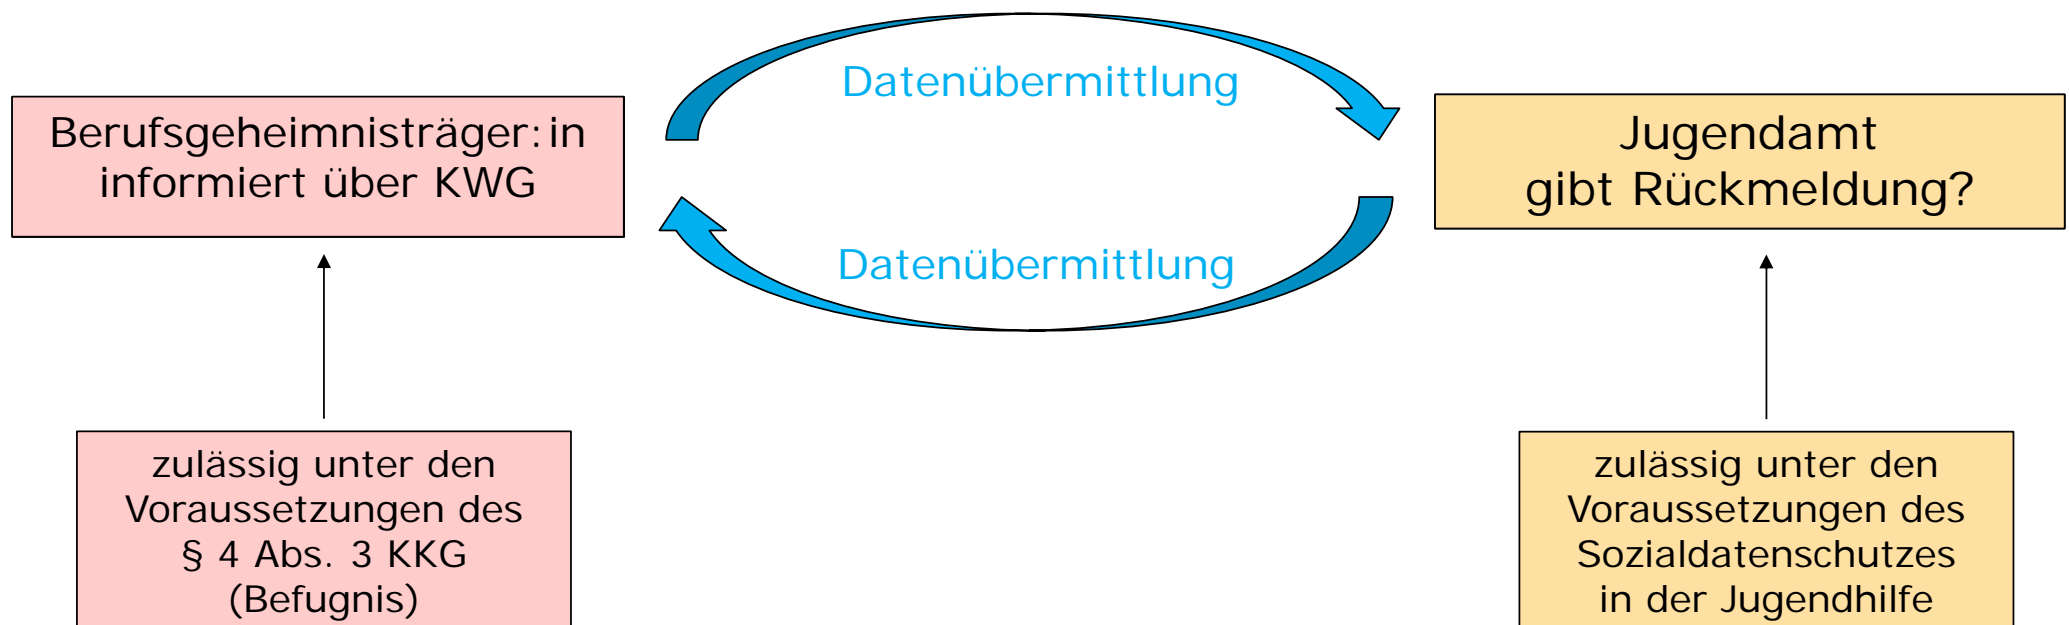 Datenübermittlung
Berufsgeheimnisträger:in
informiert über KWG
Jugendamt
gibt Rückmeldung?
Datenübermittlung
zulässig unter den
Voraussetzungen des
§ 4 Abs. 3 KKG
(Befugnis)
zulässig unter den
Voraussetzungen des
Sozialdatenschutzes
in der Jugendhilfe